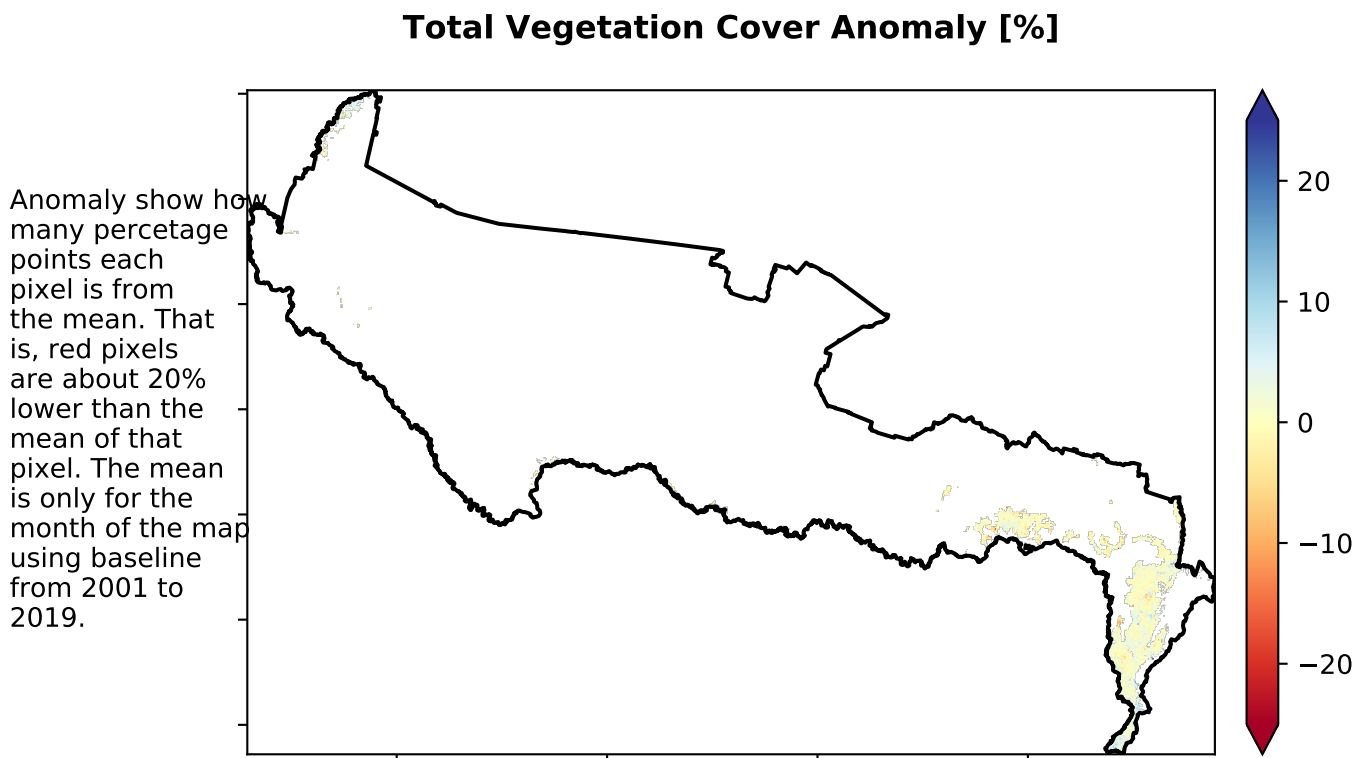 Total Vegetation Cover Anomaly [%]
Anomaly show how
many percetage
points each
pixel is from
the mean. That
is, red pixels
are about 20%
lower than the
mean of that
pixel. The mean
is only for the
month of the map
using baseline
from 2001 to
2019.
20
10
0
−10
−20